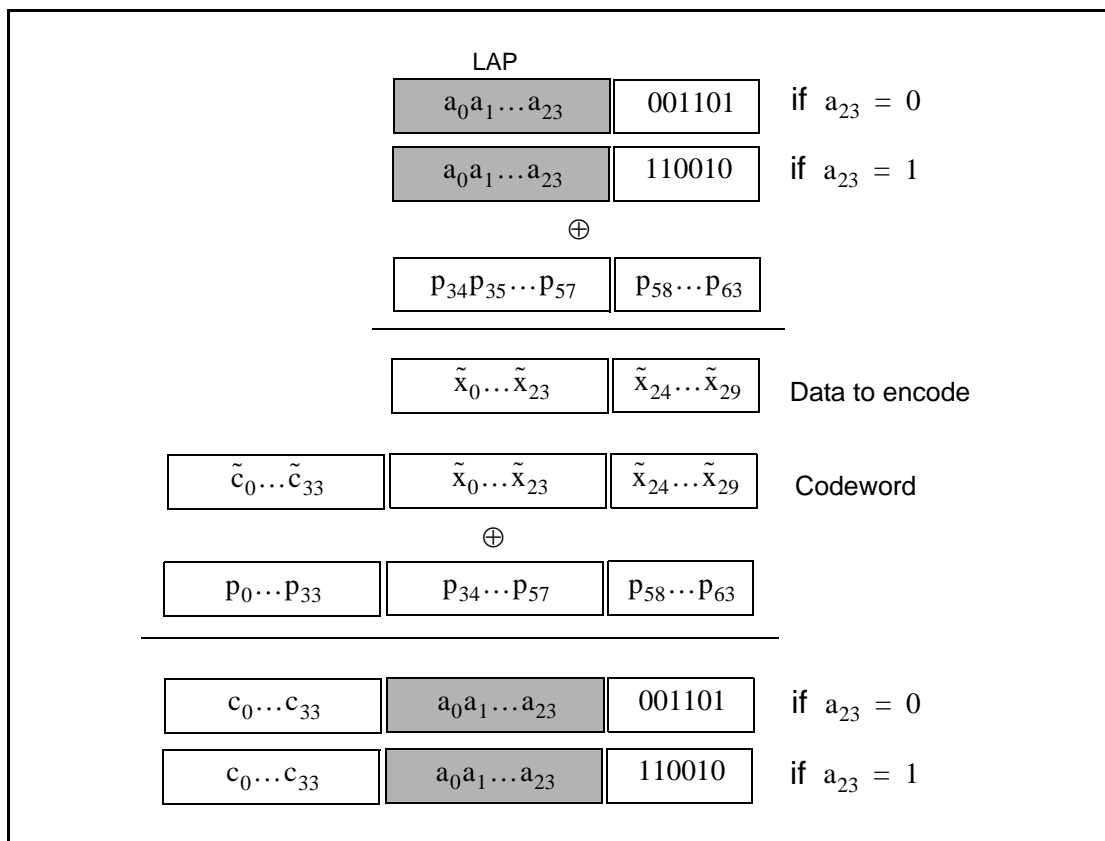 LAP
a₀a₁…a₂₃ 001101 if a₂₃ = 0
a₀a₁…a₂₃ 110010 if a₂₃ = 1
⊕
p₃₄p₃₅…p₅₇ p₅₈…p₆₃
x̃₀…x̃₂₃ x̃₂₄…x̃₂₉ Data to encode
c̃₀…c̃₃₃ x̃₀…x̃₂₃ x̃₂₄…x̃₂₉ Codeword
⊕
p₀…p₃₃ p₃₄…p₅₇ p₅₈…p₆₃
c₀…c₃₃ a₀a₁…a₂₃ 001101 if a₂₃ = 0
c₀…c₃₃ a₀a₁…a₂₃ 110010 if a₂₃ = 1